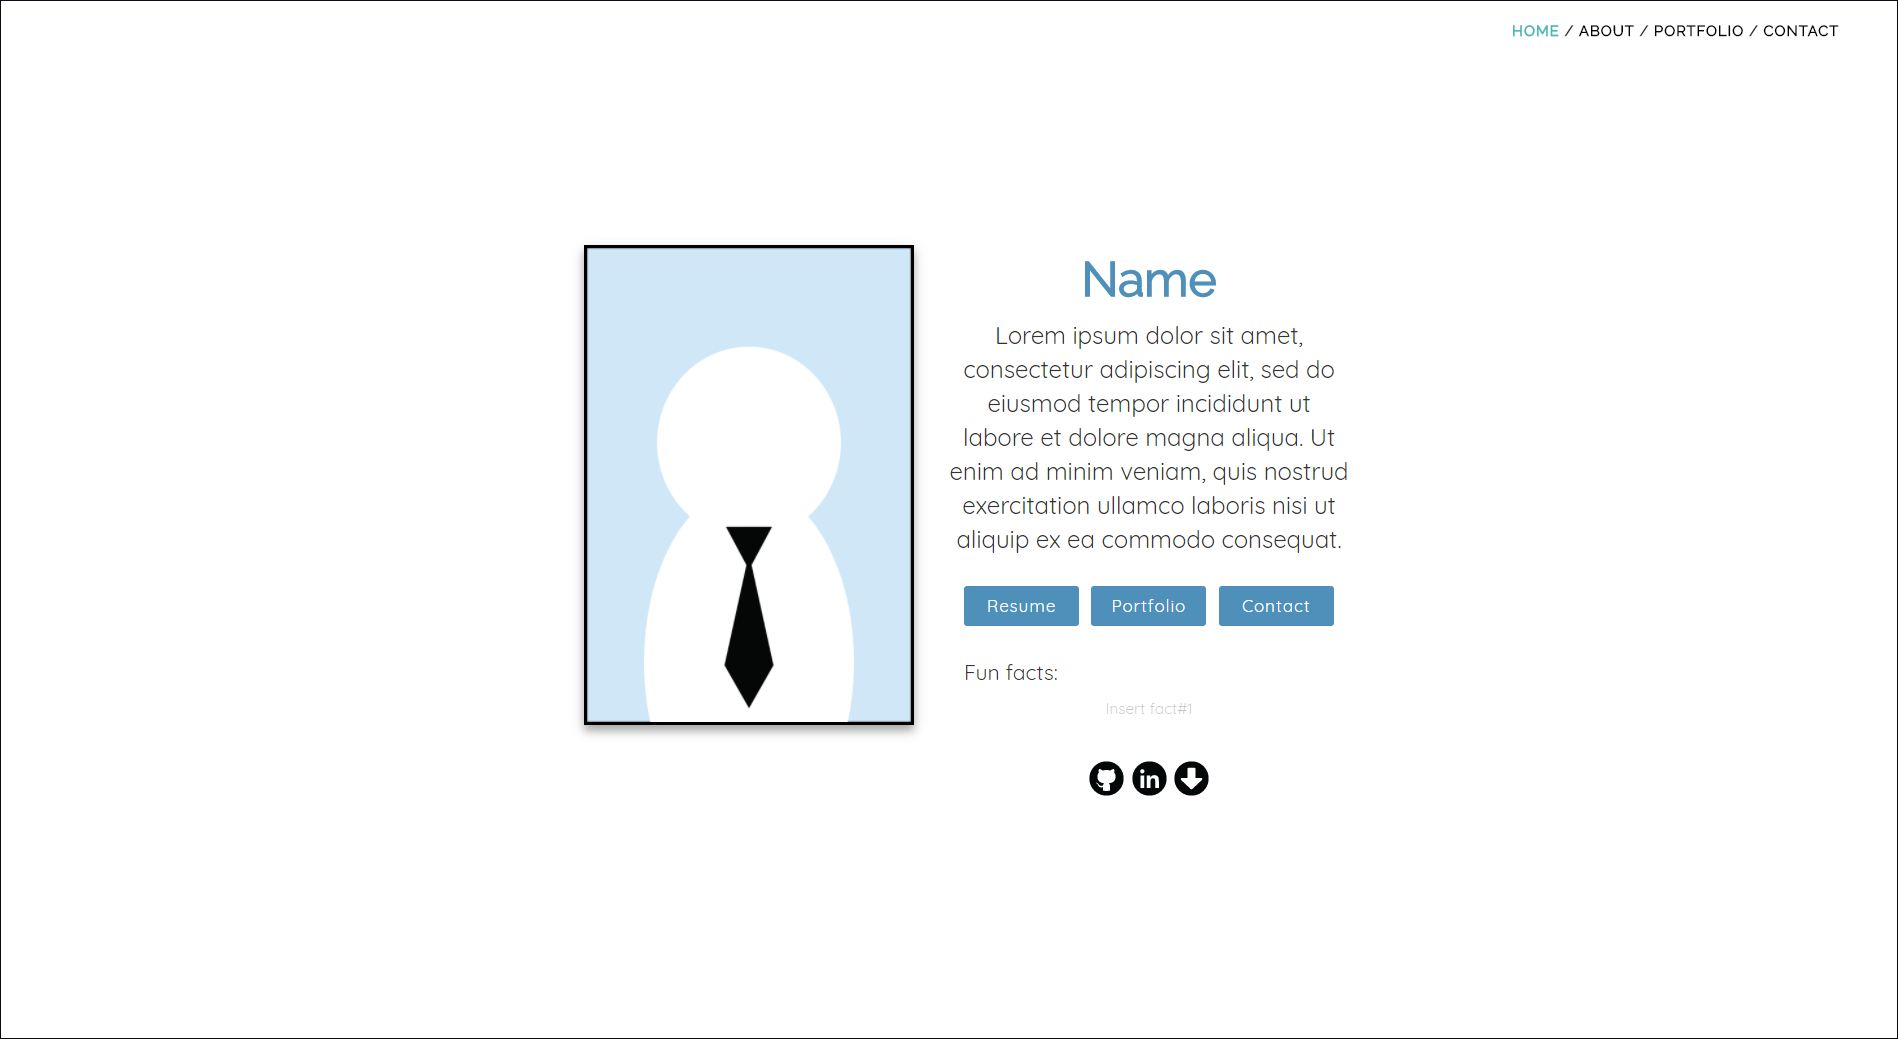 HOME / ABOUT / PORTFOLIO / CONTACT
Name
Lorem ipsum dolor sit amet,
consectetur adipiscing elit, sed do
eiusmod tempor incididunt ut
labore et dolore magna aliqua. Ut
enim ad minim veniam, quis nostrud
exercitation ullamco laboris nisi ut
aliquip ex ea commodo consequat.
Resume Portfolio Contact
Fun facts:
Insert fact#1
in